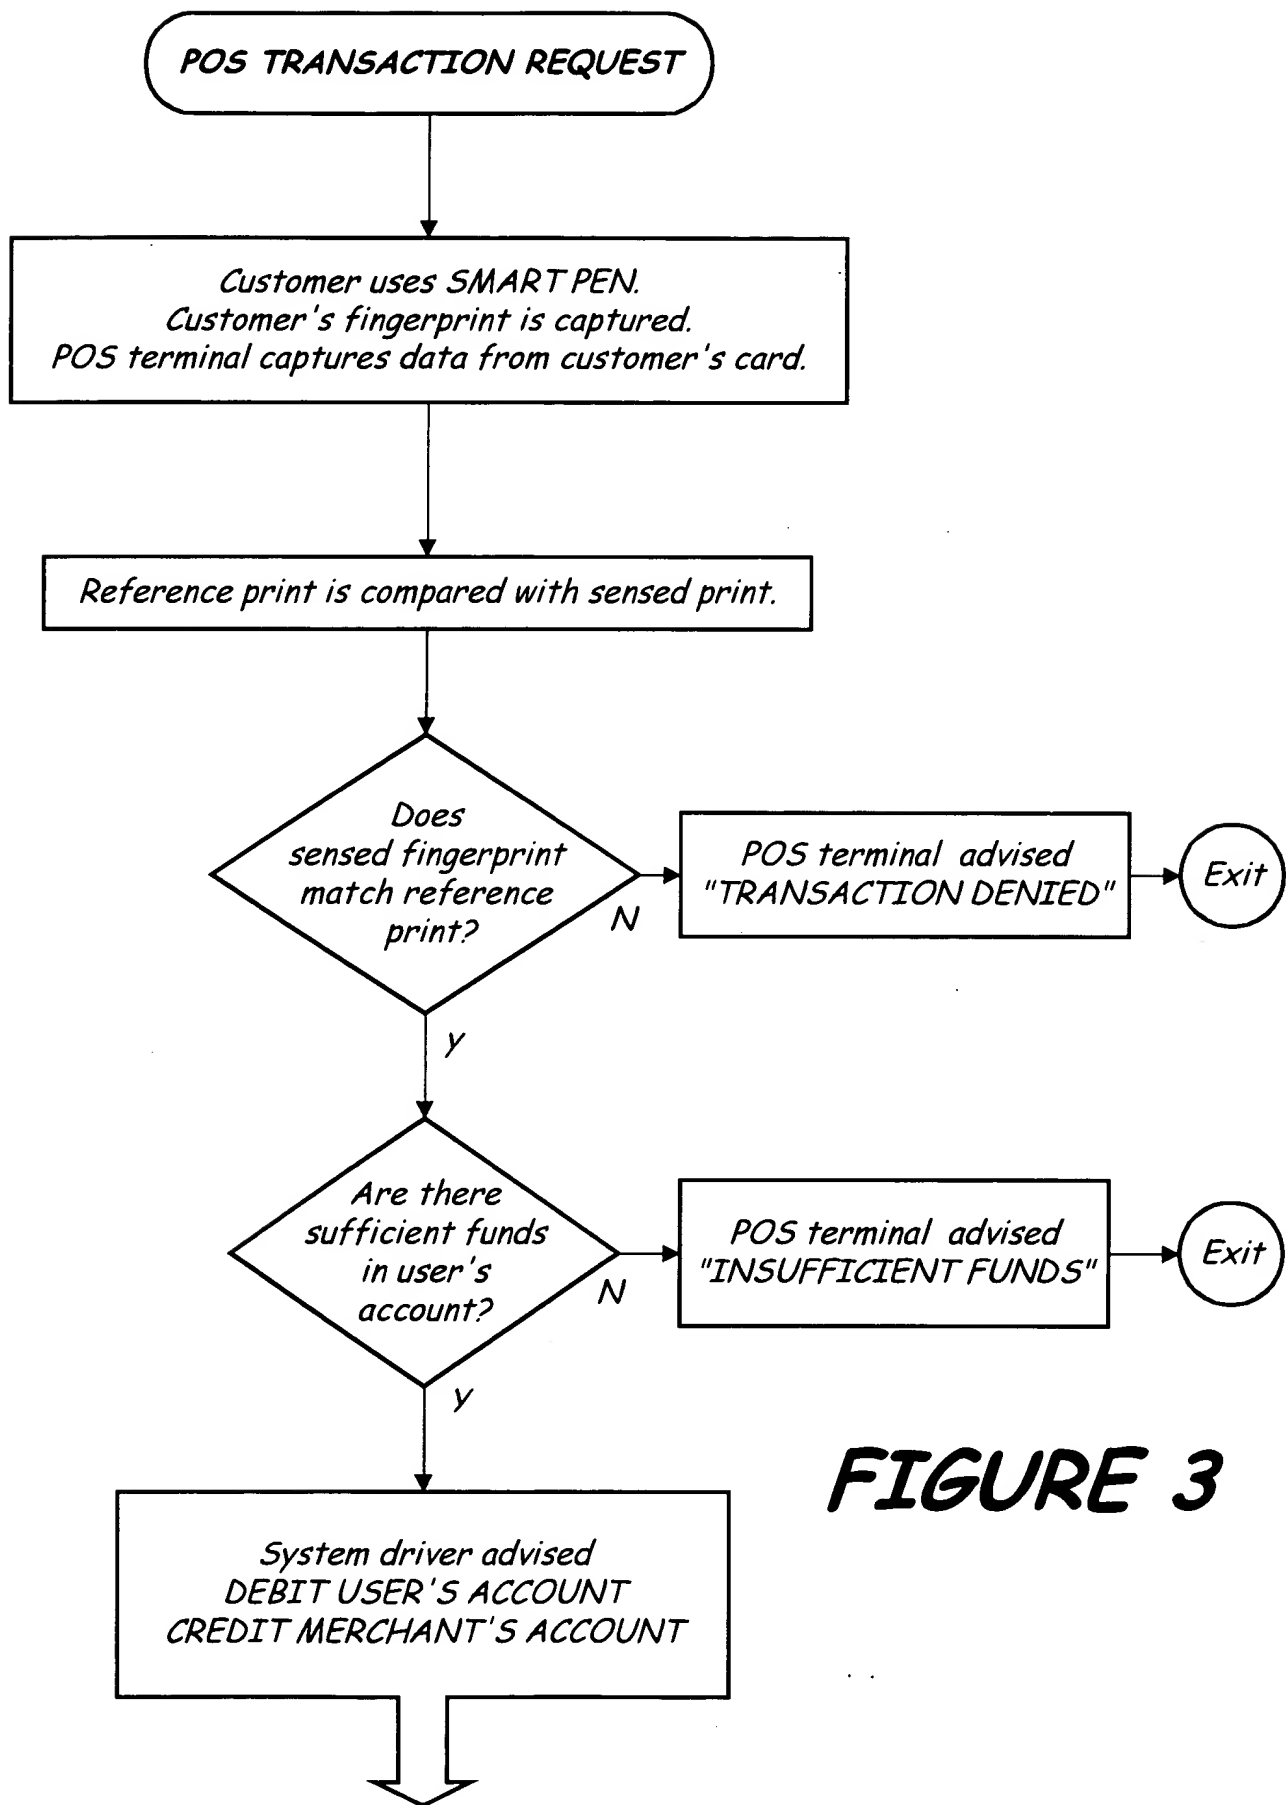 POS TRANSACTION REQUEST
Customer uses SMART PEN.
Customer's fingerprint is captured.
POS terminal captures data from customer's card.
Reference print is compared with sensed print.
Does
sensed fingerprint
match reference
print?
N
POS terminal advised
"TRANSACTION DENIED"
Exit
Y
Are there
sufficient funds
in user's
account?
N
POS terminal advised
"INSUFFICIENT FUNDS"
Exit
Y
FIGURE 3
System driver advised
DEBIT USER'S ACCOUNT
CREDIT MERCHANT'S ACCOUNT